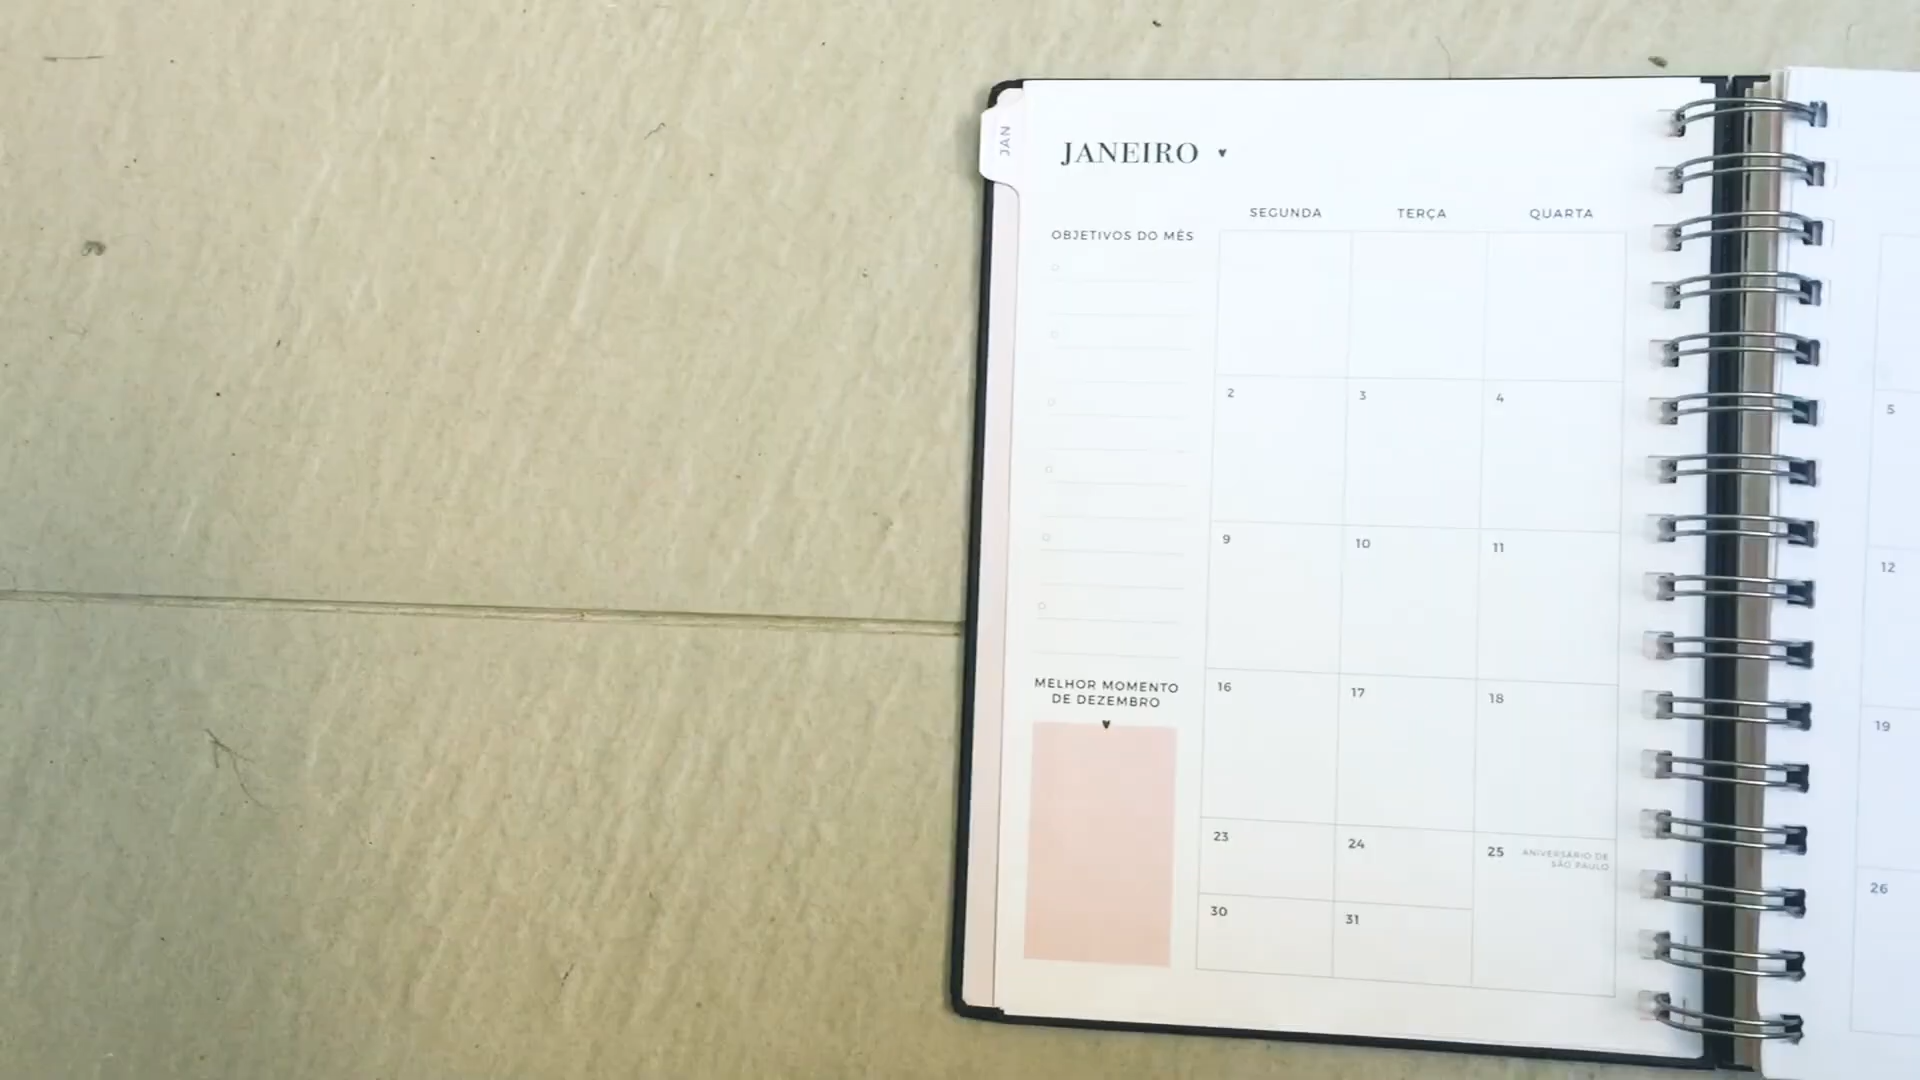 JAN
JANEIRO
SEGUNDA TERÇA QUARTA
OBJETIVOS DO MÊS
2 3 4
5
9 10 11
12
MELHOR MOMENTO
DE DEZEMBRO
16 17 18
19
23 24 25 ANIVERSÁRIO DE
SÃO PAULO
26
30 31